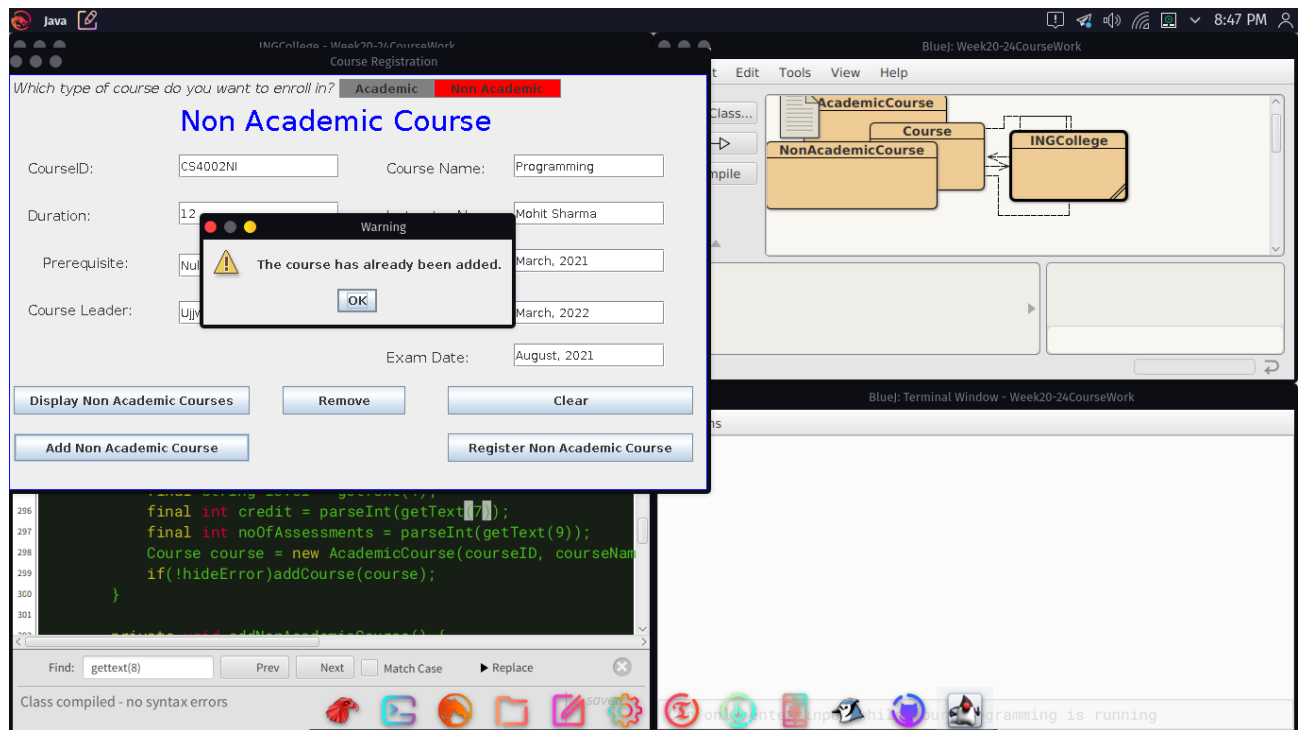 Java
8:47 PM
INGCollege - Week20-24CourseWork
BlueJ: Week20-24CourseWork
Course Registration
Edit Tools View Help
Which type of course do you want to enroll in? Academic Non Academic
Non Academic Course
CourseID: CS4002NI Course Name: Programming
Duration: 12 Mohit Sharma
Warning
The course has already been added.
OK
Prerequisite: March, 2021
Course Leader: March, 2022
Exam Date: August, 2021
Display Non Academic Courses Remove Clear
Add Non Academic Course Register Non Academic Course
Class...
AcademicCourse
Course
NonAcademicCourse
INGCollege
BlueJ: Terminal Window - Week20-24CourseWork
296 final int credit = parseInt(getText(7));
297 final int noOfAssessments = parseInt(getText(9));
298 Course course = new AcademicCourse(courseID, courseNam
299 if(!hideError)addCourse(course);
300 }
301
Find: gettext(8) Prev Next Match Case Replace
Class compiled - no syntax errors
saved